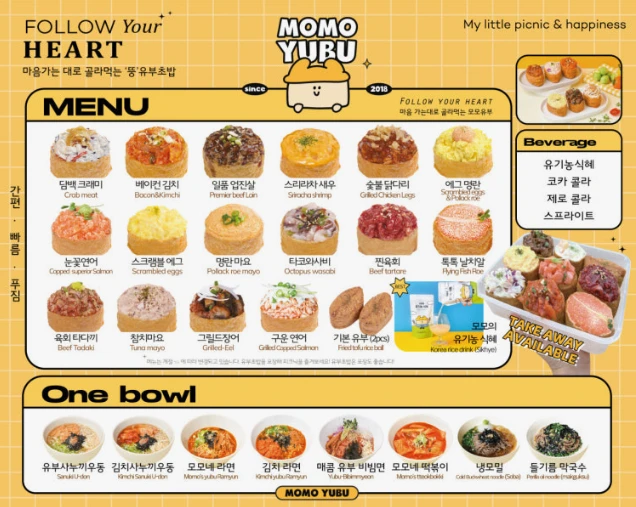 FOLLOW Your
HEART
마음가는 대로 골라먹는 '뚱'유부초밥
MOMO
YUBU
since
2018
My little picnic & happiness
MENU
FOLLOW YOUR HEART
마음 가는대로 골라먹는 모모유부
간편 · 빠름 · 푸짐
담백 크래미
Crab meat
베이컨 김치
Bacon&Kimchi
일품 업진살
Premier beef Loin
스리라차 새우
Sriracha shrimp
숯불 닭다리
Grilled Chicken Legs
에그 명란
Scrambled eggs
& Pollack roe
눈꽃연어
Copped superior Salmon
스크램블 에그
Scrambled eggs
명란 마요
Pollack roe mayo
타코와사비
Octopus wasabi
찐육회
Beef tartare
톡톡 날치알
Flying Fish Roe
육회 타다끼
Beef Tadaki
참치마요
Tuna mayo
그릴드장어
Grilled-Eel
구운 연어
Grilled Copped Salmon
기본 유부 (2pcs)
Fried tofu rice ball
BEST
모모의
유기농 식혜
Korea rice drink (Sikhye)
Beverage
유기농식혜
코카 콜라
제로 콜라
스프라이트
TAKE AWAY
AVAILABLE
One bowl
유부사누끼우동
Sanuki U-don
김치사누끼우동
Kimchi Sanuki U-don
모모네 라면
Momo's yubu Ramyun
김치 라면
Kimchi yubu Ramyun
매콤 유부 비빔면
Yubu-Bibimmyeon
모모네 떡볶이
Momo's tteokbokki
냉모밀
Cold Buckwheat noodle (Soba)
들기름 막국수
Perilla oil noodle (makguksu)
MOMO YUBU